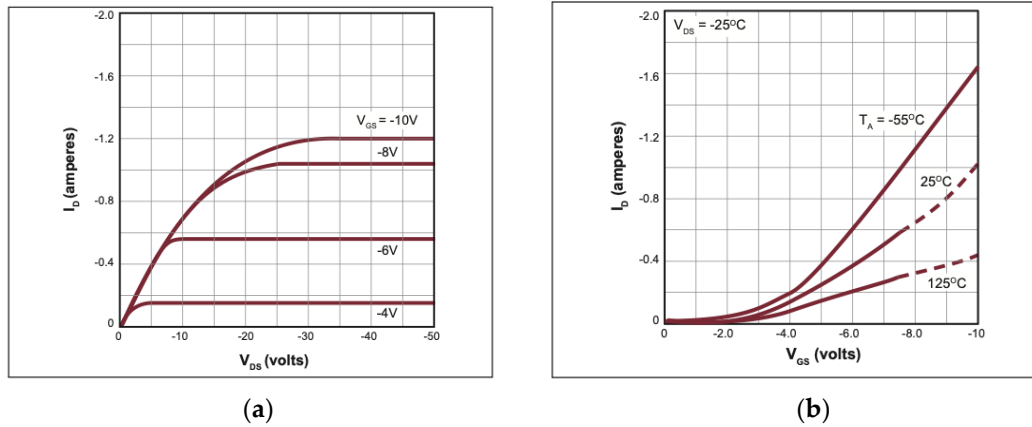 -2.0
-1.6
-1.2
-0.8
-0.4
0
I_D (amperes)
V_GS = -10V
-8V
-6V
-4V
0 -10 -20 -30 -40 -50
V_DS (volts)
(a)
-2.0
-1.6
-1.2
-0.8
-0.4
0
I_D (amperes)
V_DS = -25°C
T_A = -55°C
25°C
125°C
0 -2.0 -4.0 -6.0 -8.0 -10
V_GS (volts)
(b)